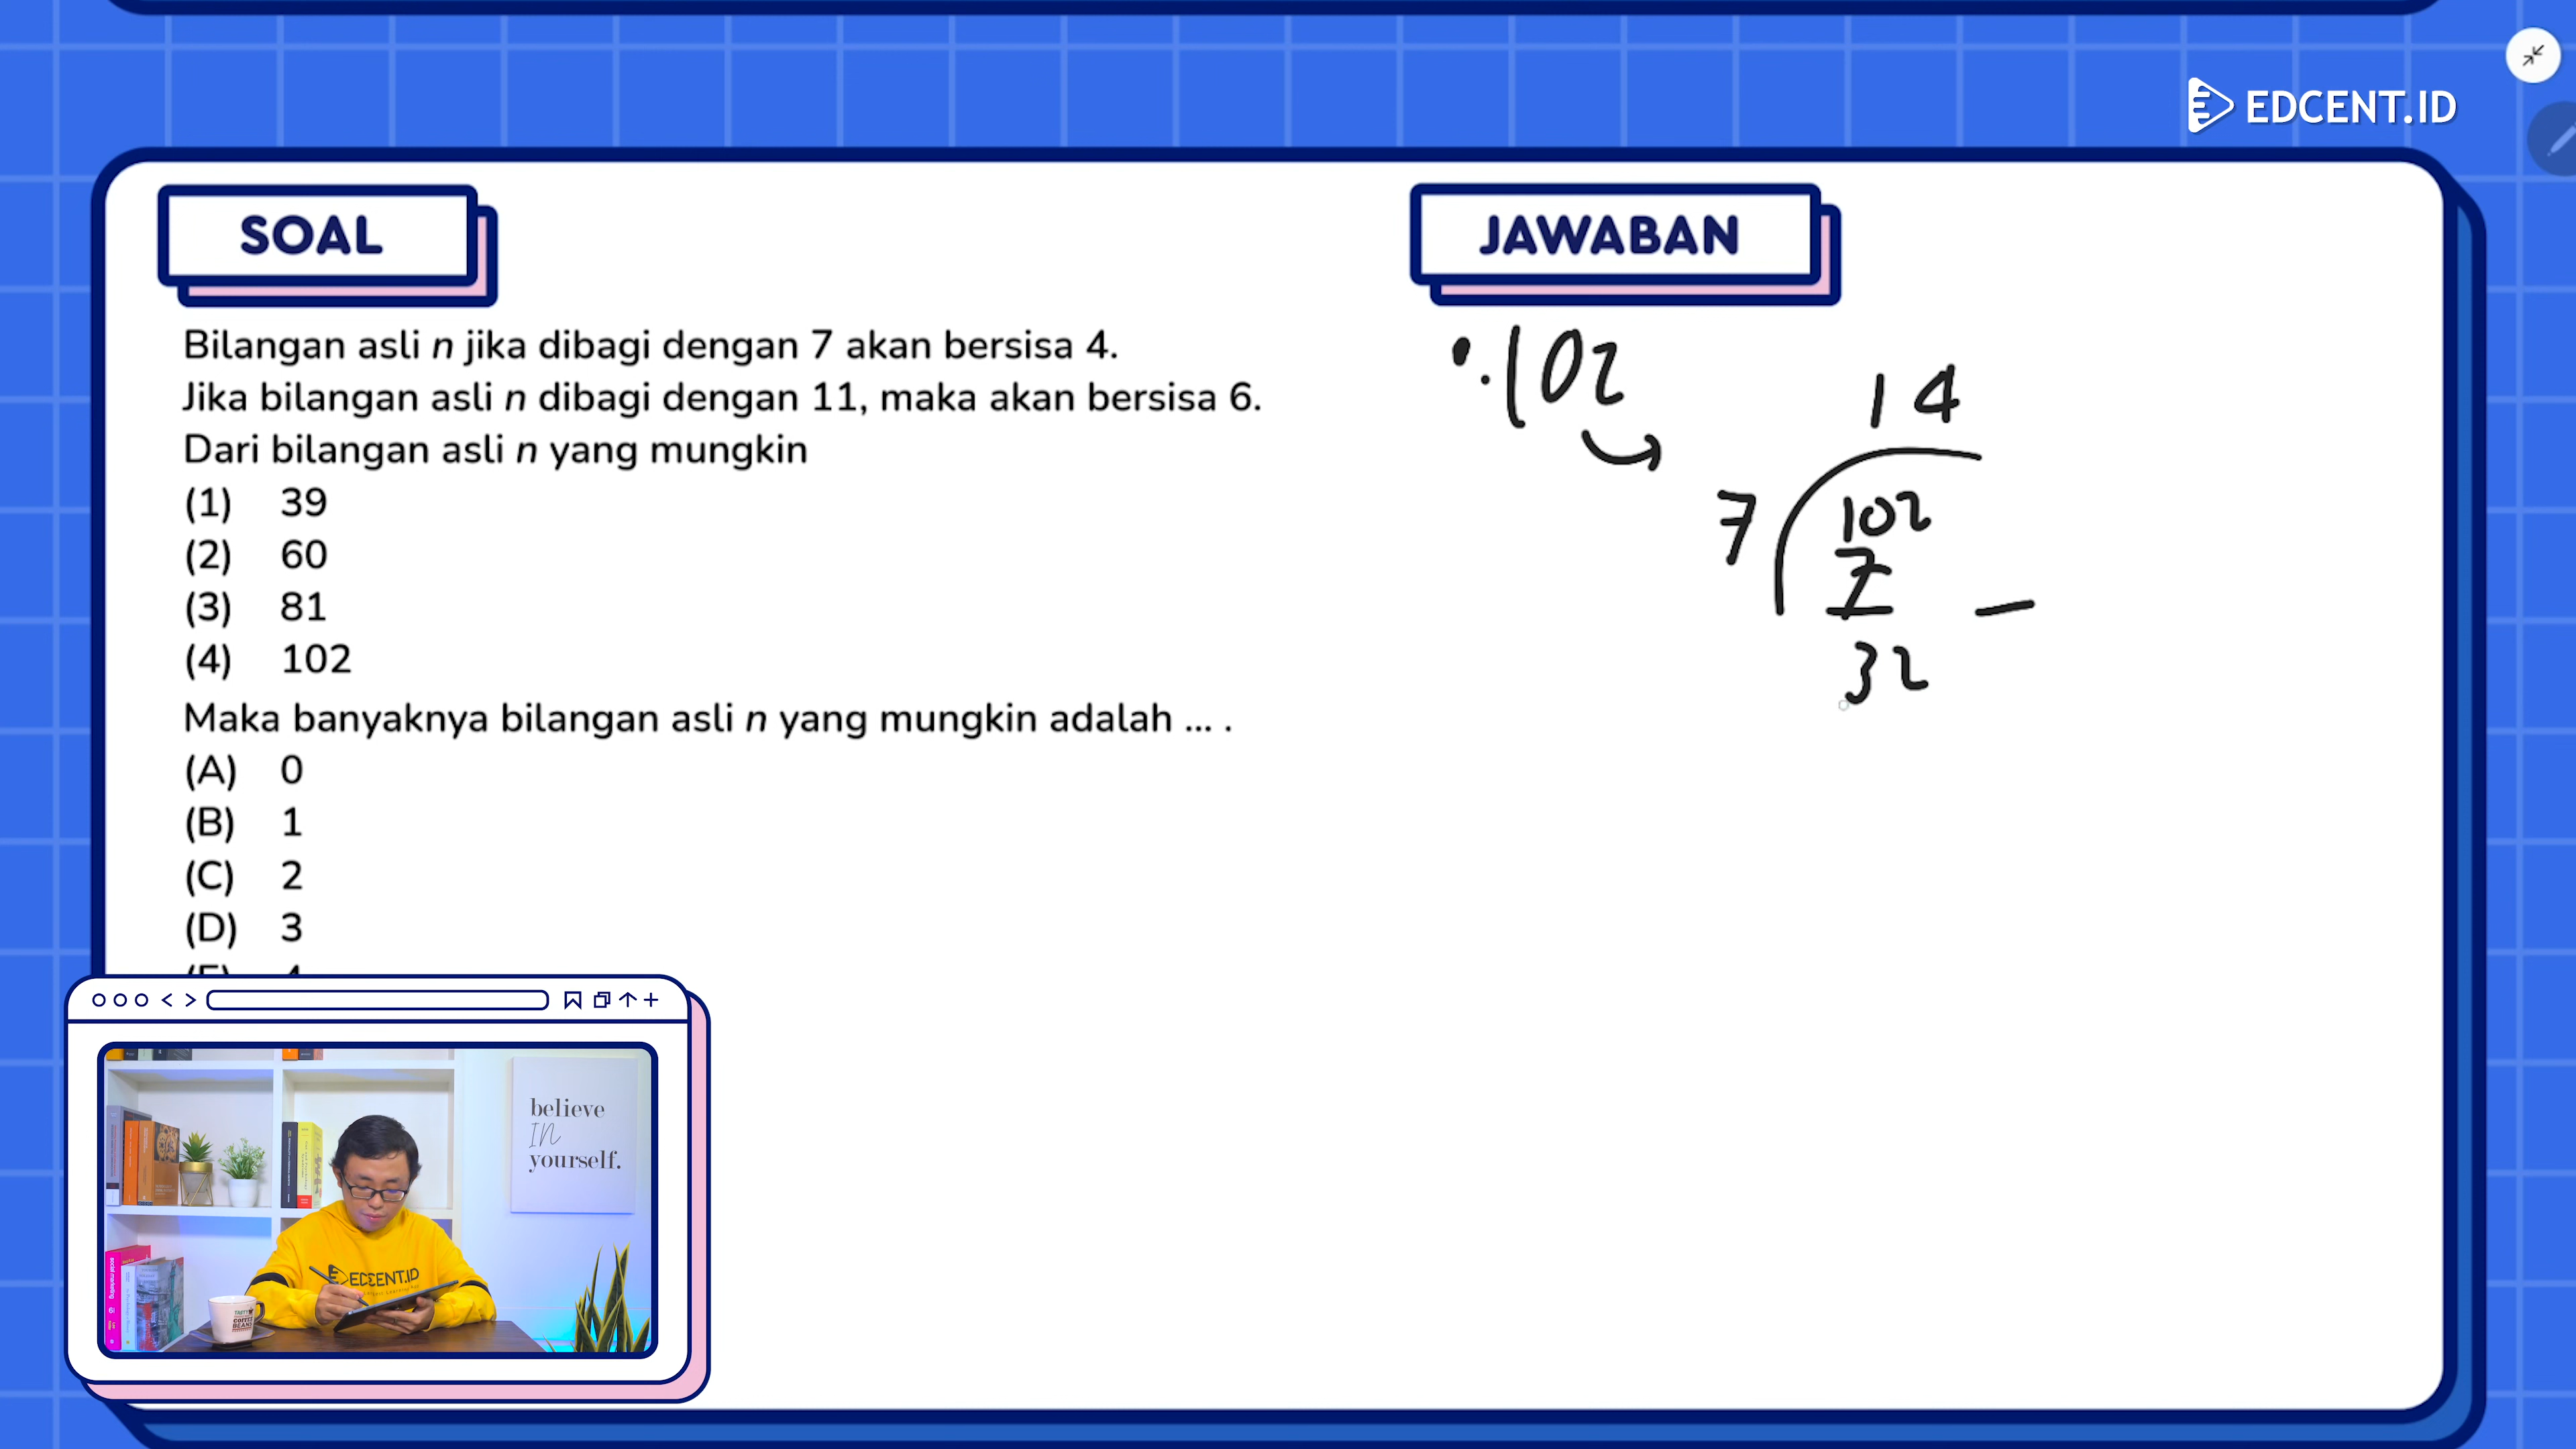 EDCENT.ID
SOAL
Bilangan asli n jika dibagi dengan 7 akan bersisa 4.
Jika bilangan asli n dibagi dengan 11, maka akan bersisa 6.
Dari bilangan asli n yang mungkin
(1) 39
(2) 60
(3) 81
(4) 102
Maka banyaknya bilangan asli n yang mungkin adalah ... .
(A) 0
(B) 1
(C) 2
(D) 3
JAWABAN
102
14
7 102
7
32
believe
IN
yourself.
EDCENT.ID